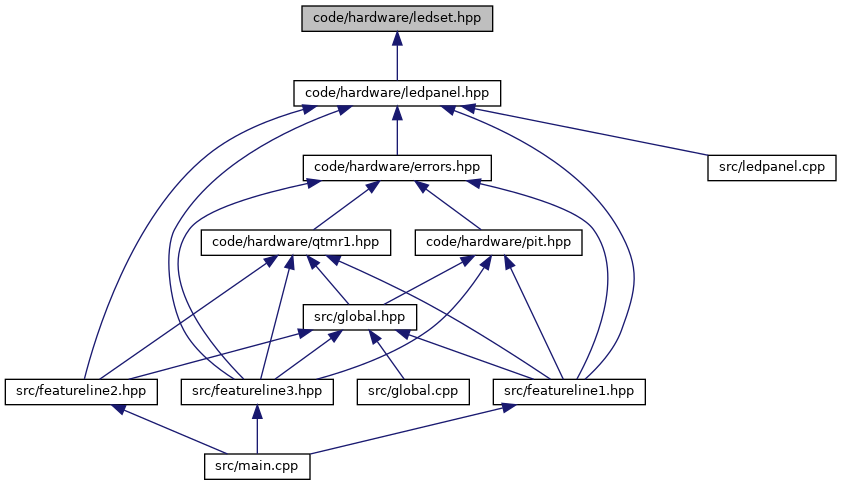 code/hardware/ledset.hpp
code/hardware/ledpanel.hpp
code/hardware/errors.hpp
src/ledpanel.cpp
code/hardware/qtmr1.hpp
code/hardware/pit.hpp
src/global.hpp
src/featureline2.hpp
src/featureline3.hpp
src/global.cpp
src/featureline1.hpp
src/main.cpp